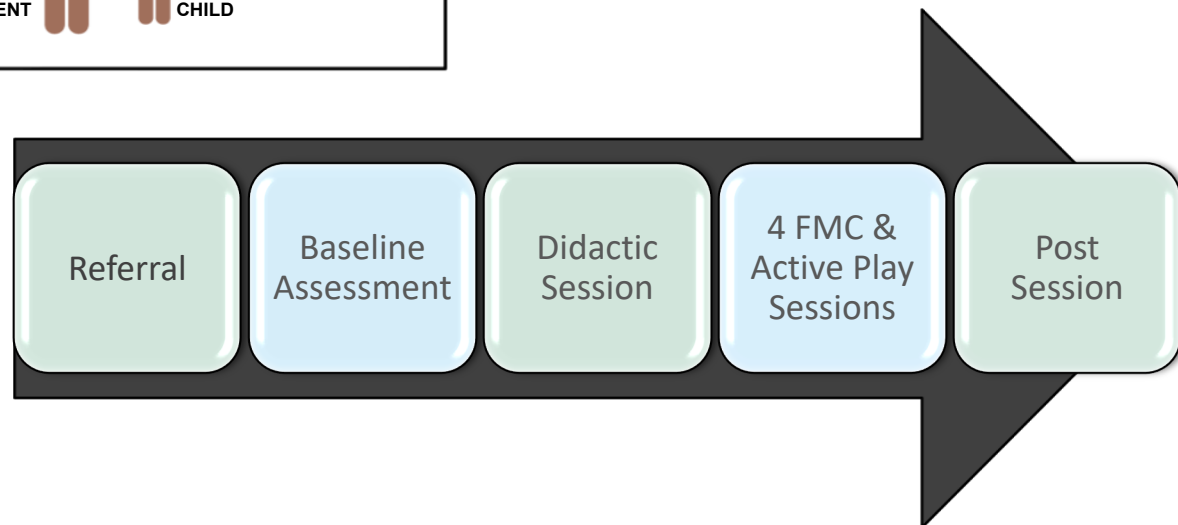 ENT
CHILD
Referral
Baseline
Assessment
Didactic
Session
4 FMC &
Active Play
Sessions
Post
Session